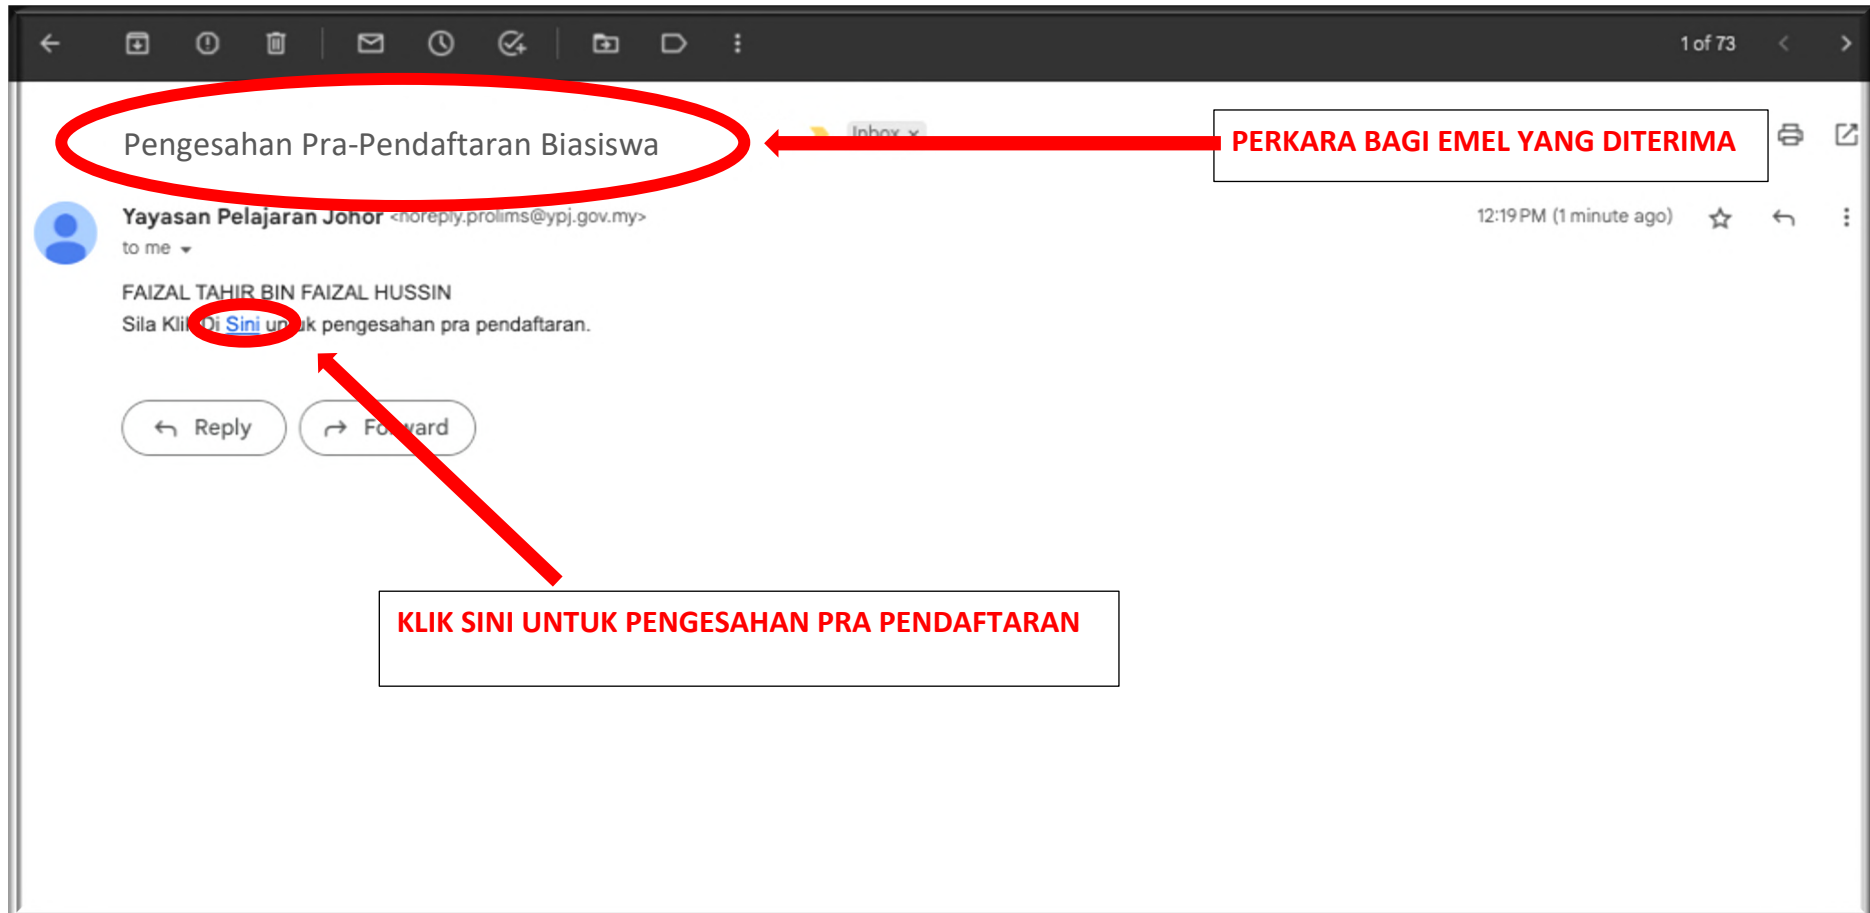 1 of 73
Pengesahan Pra-Pendaftaran Biasiswa
Inbox ×
PERKARA BAGI EMEL YANG DITERIMA
Yayasan Pelajaran Johor <noreply.prolims@ypj.gov.my>
12:19 PM (1 minute ago)
to me
FAIZAL TAHIR BIN FAIZAL HUSSIN
Sila Klik Di Sini untuk pengesahan pra pendaftaran.
Reply
Forward
KLIK SINI UNTUK PENGESAHAN PRA PENDAFTARAN